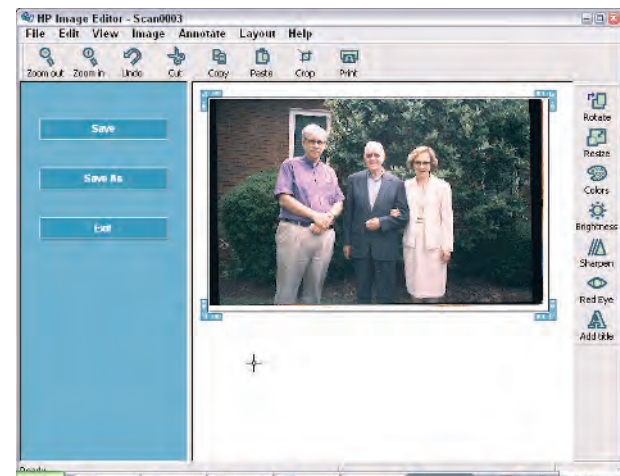 HP Image Editor - Scan0003
File Edit View Image Annotate Layout Help
Zoom out Zoom in Undo Cut Copy Paste Crop Print
Save
Save As
Exit
Rotate
Resize
Colors
Brightness
Sharpen
Red Eye
Add title
Ready